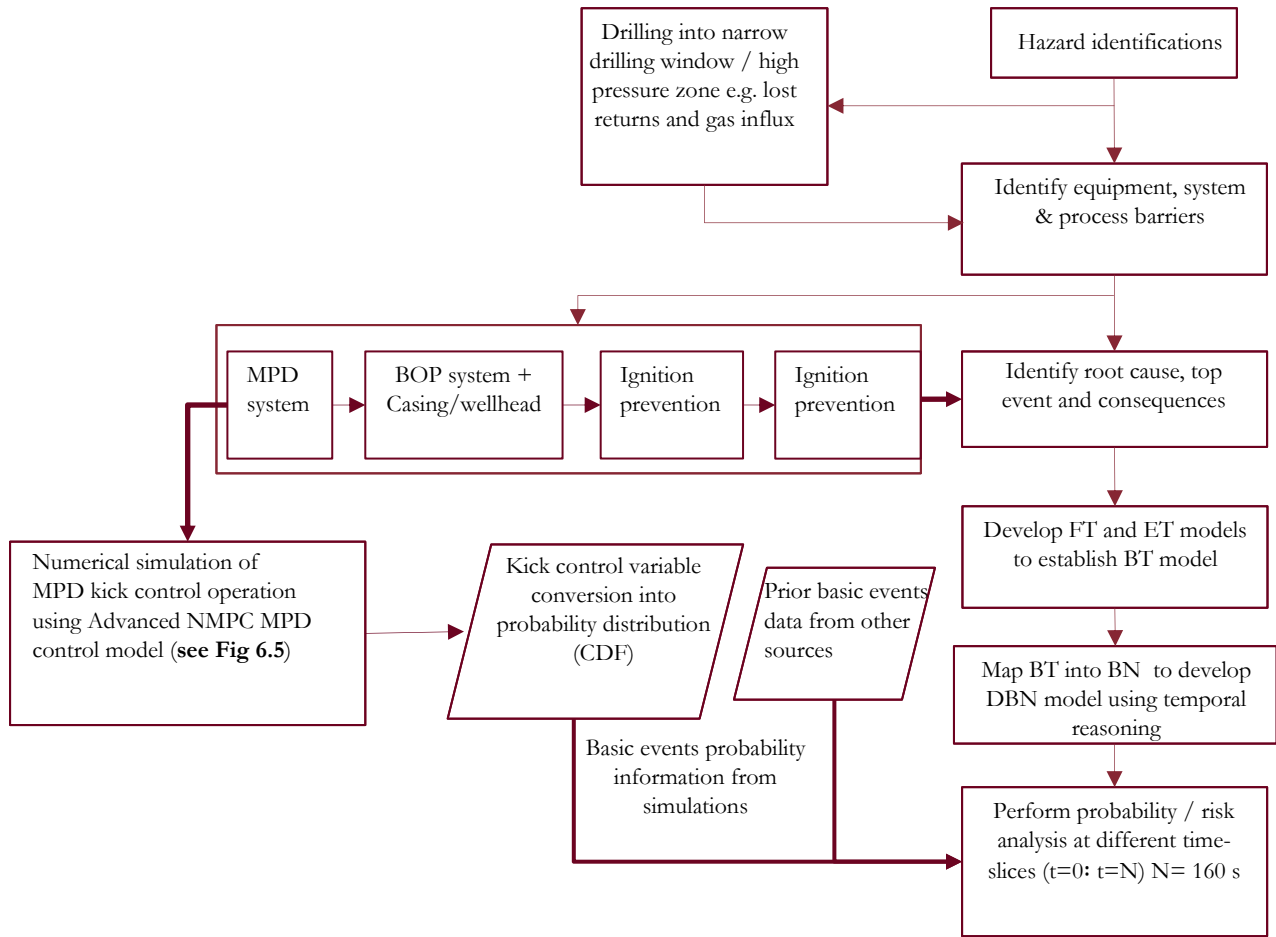 Drilling into narrow
drilling window / high
pressure zone e.g. lost
returns and gas influx
Hazard identifications
Identify equipment, system
& process barriers
MPD
system
BOP system +
Casing/wellhead
Ignition
prevention
Ignition
prevention
Identify root cause, top
event and consequences
Numerical simulation of
MPD kick control operation
using Advanced NMPC MPD
control model (see Fig 6.5)
Kick control variable
conversion into
probability distribution
(CDF)
Prior basic events
data from other
sources
Develop FT and ET models
to establish BT model
Map BT into BN to develop
DBN model using temporal
reasoning
Basic events probability
information from
simulations
Perform probability / risk
analysis at different time-
slices (t=0: t=N) N= 160 s